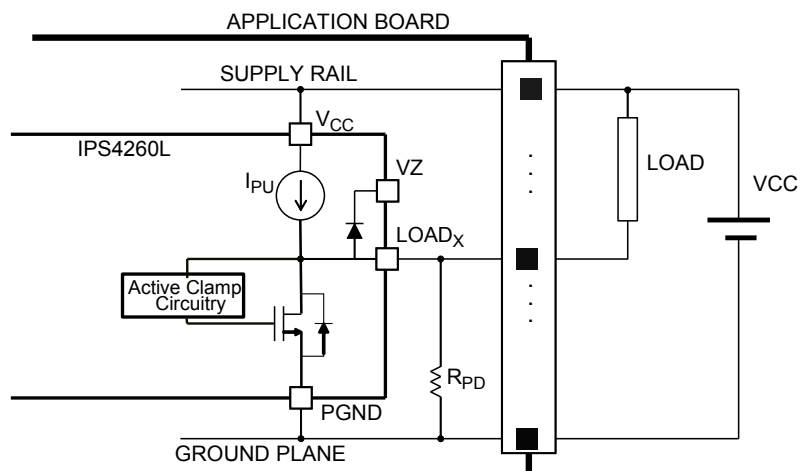 APPLICATION BOARD
SUPPLY RAIL
VCC
IPS4260L
IPU
VZ
LOADX
LOAD
VCC
Active Clamp
Circuitry
RPD
PGND
GROUND PLANE